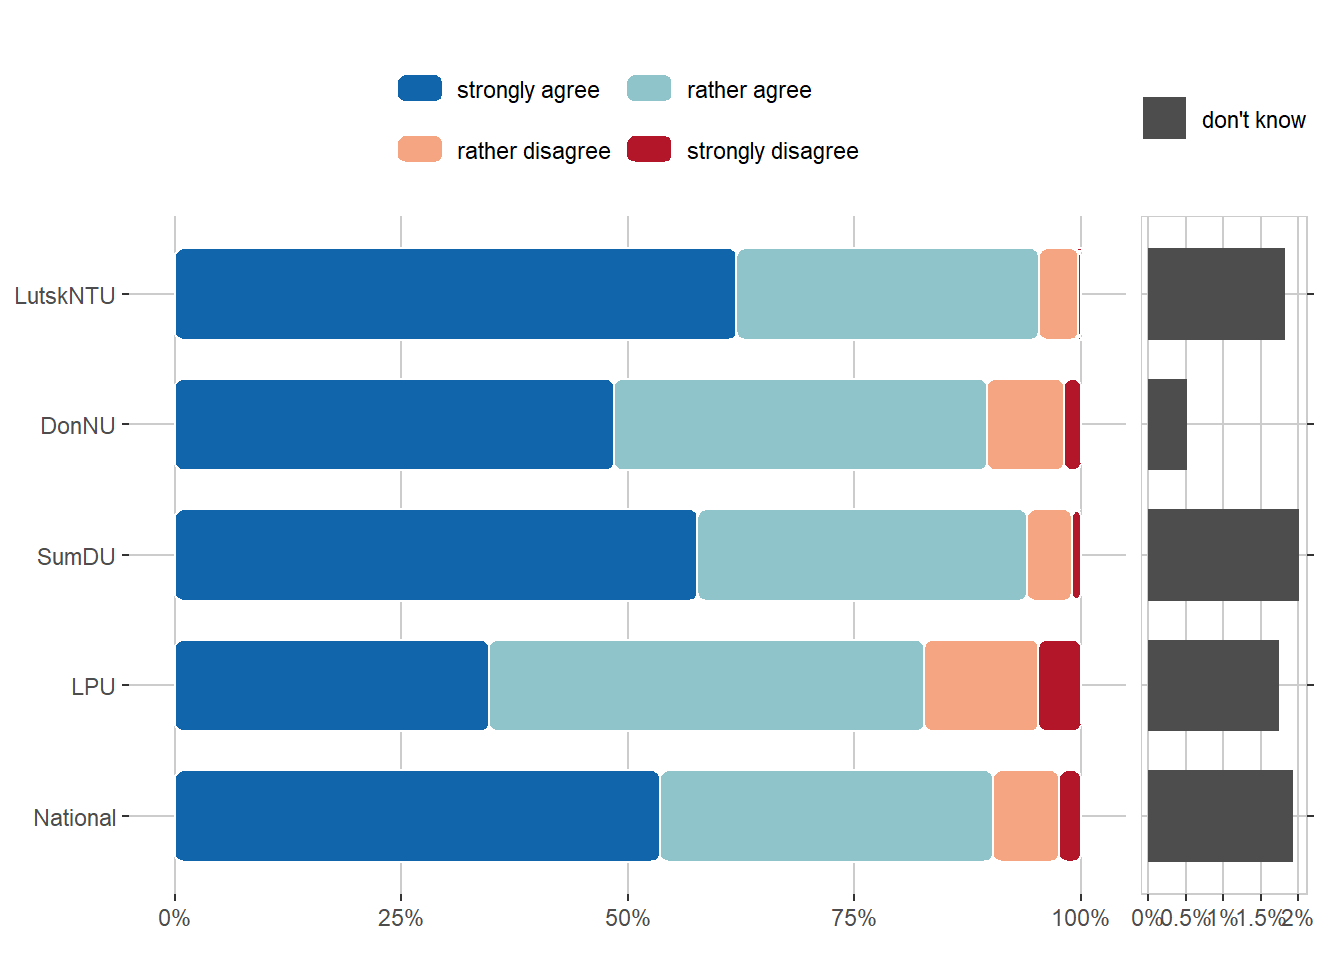 strongly agree rather agree
rather disagree strongly disagree
don't know
LutskNTU
DonNU
SumDU
LPU
National
0% 25% 50% 75% 100%
0% 0.5% 1% 1.5% 2%